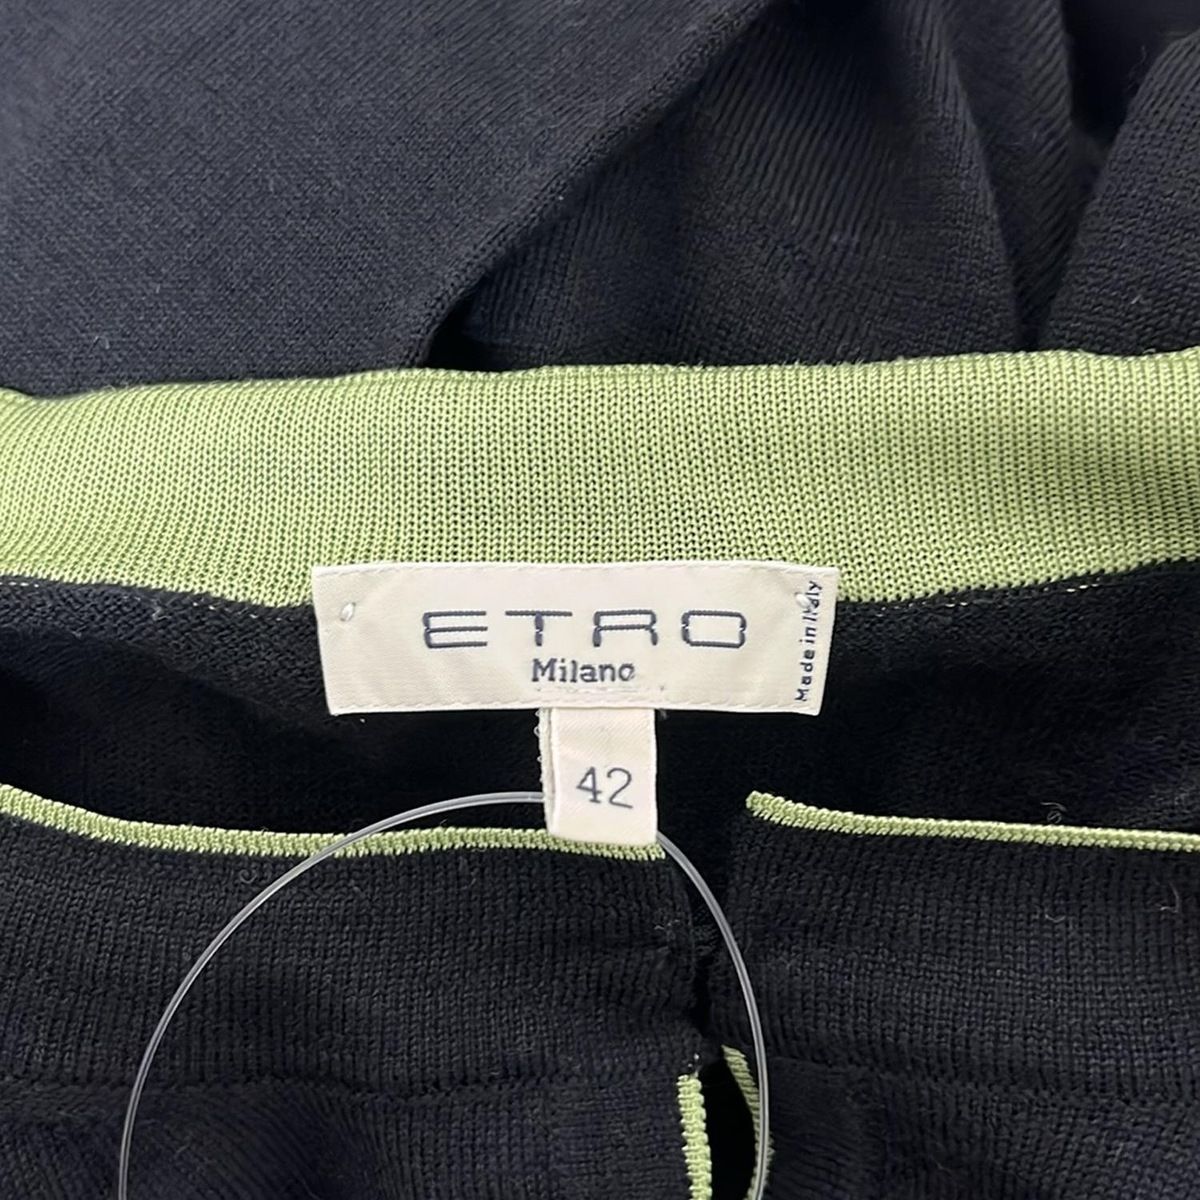 ETRO
Milano
Made in Italy
42